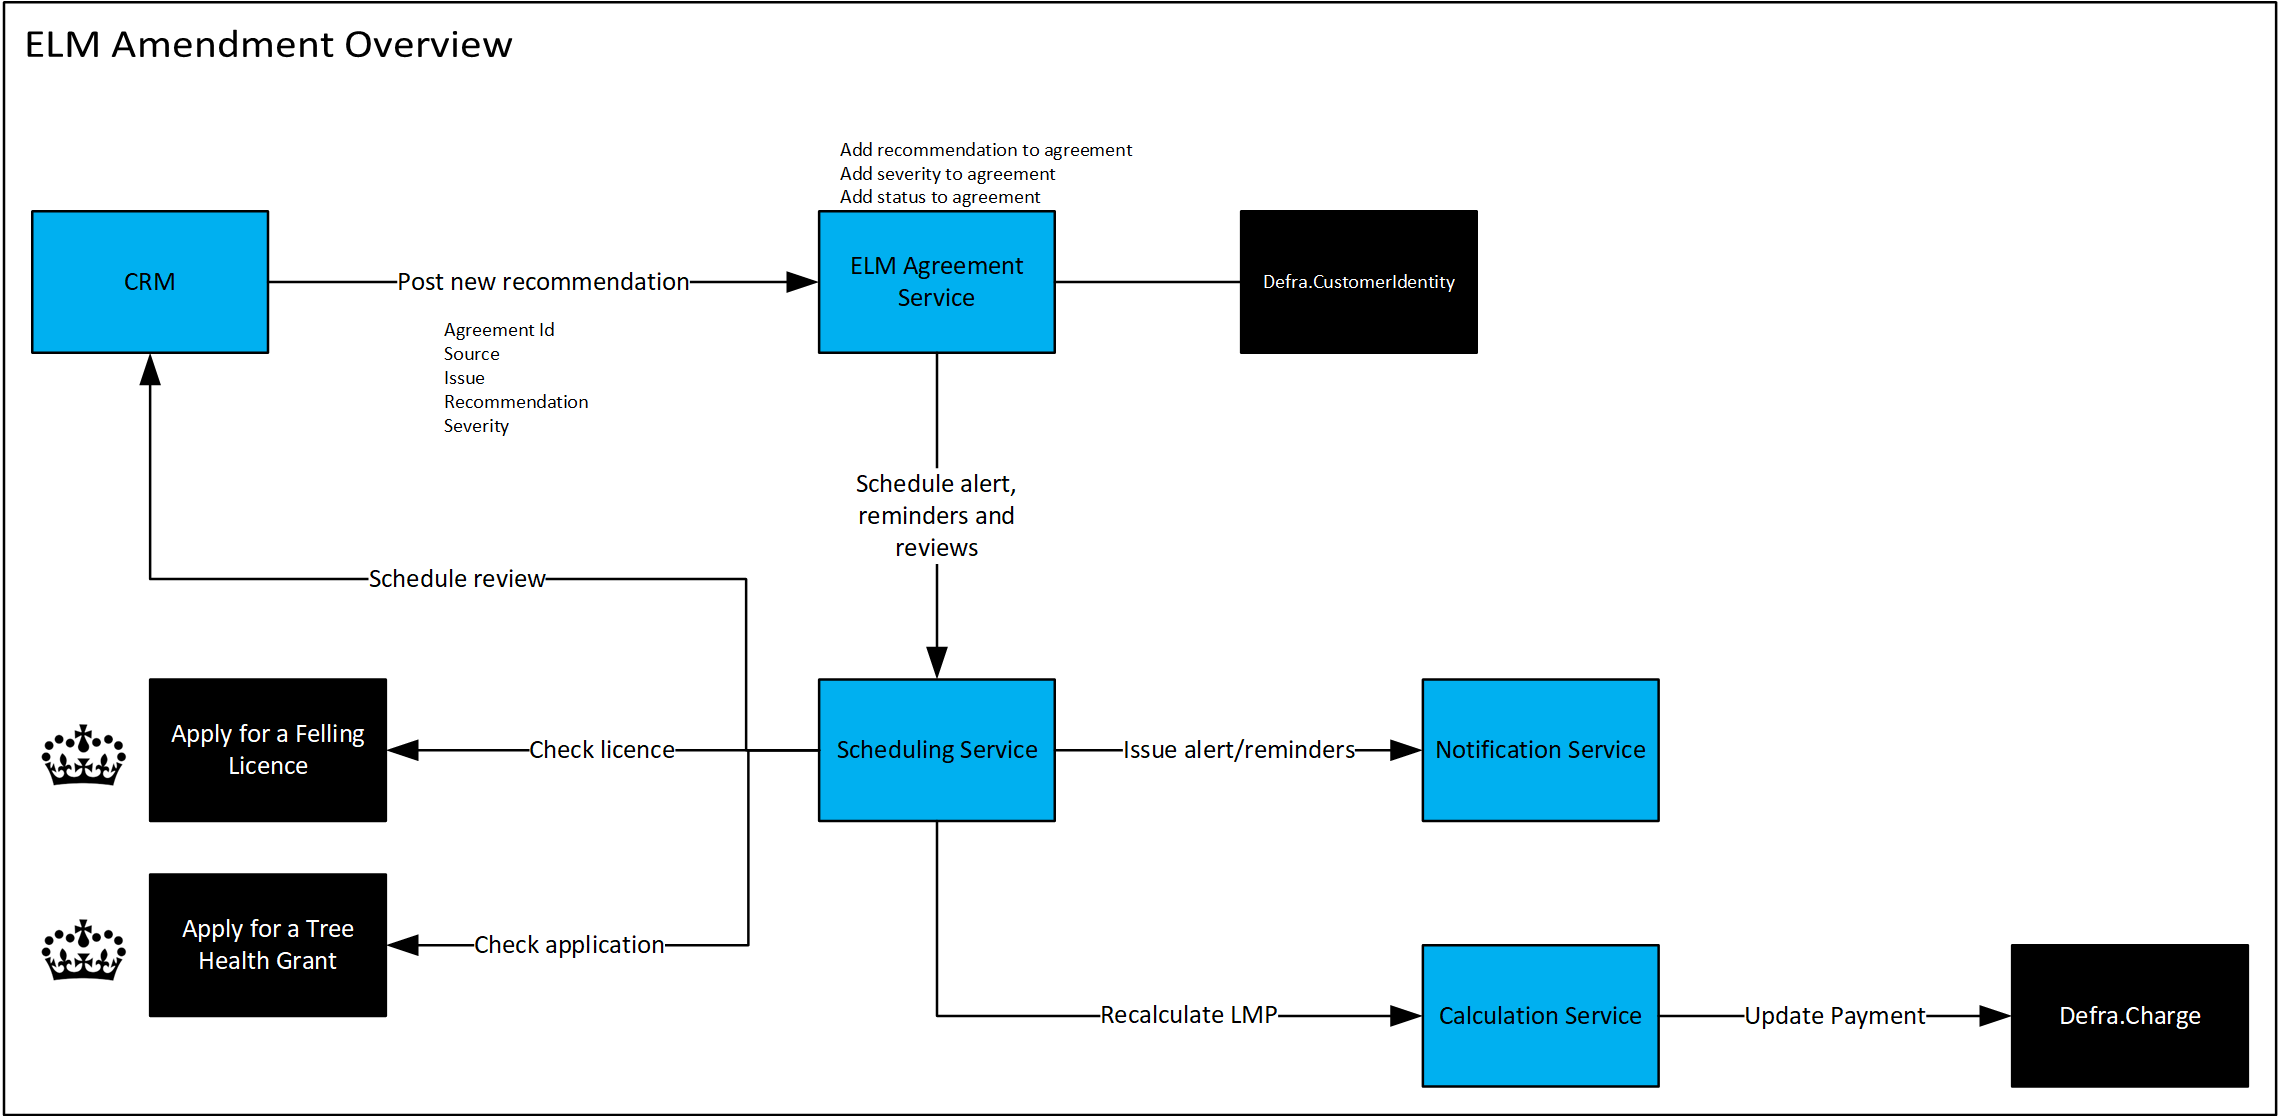 ELM Amendment Overview
Add recommendation to agreement
Add severity to agreement
Add status to agreement
CRM
Post new recommendation
ELM Agreement
Service
Defra.CustomerIdentity
Agreement Id
Source
Issue
Recommendation
Severity
Schedule alert,
reminders and
reviews
Schedule review
Apply for a Felling
Licence
Check licence
Scheduling Service
Issue alert/reminders
Notification Service
Apply for a Tree
Health Grant
Check application
Recalculate LMP
Calculation Service
Update Payment
Defra.Charge